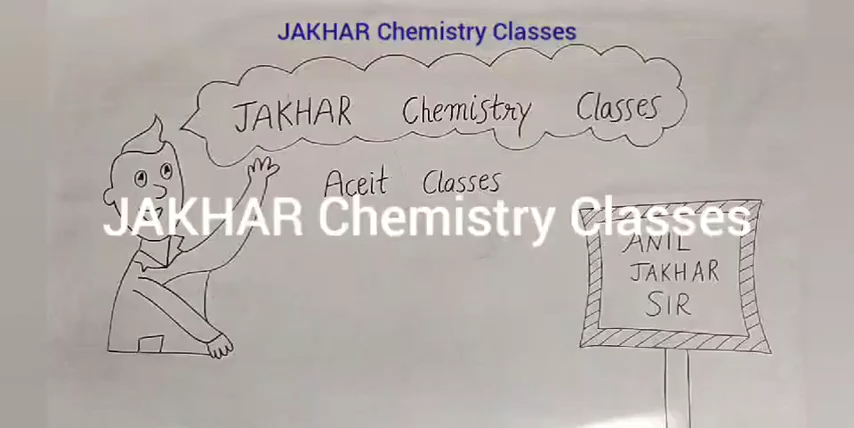 JAKHAR Chemistry Classes
JAKHAR Chemistry Classes
Aceit Classes
JAKHAR Chemistry Classes
ANIL
JAKHAR
SIR